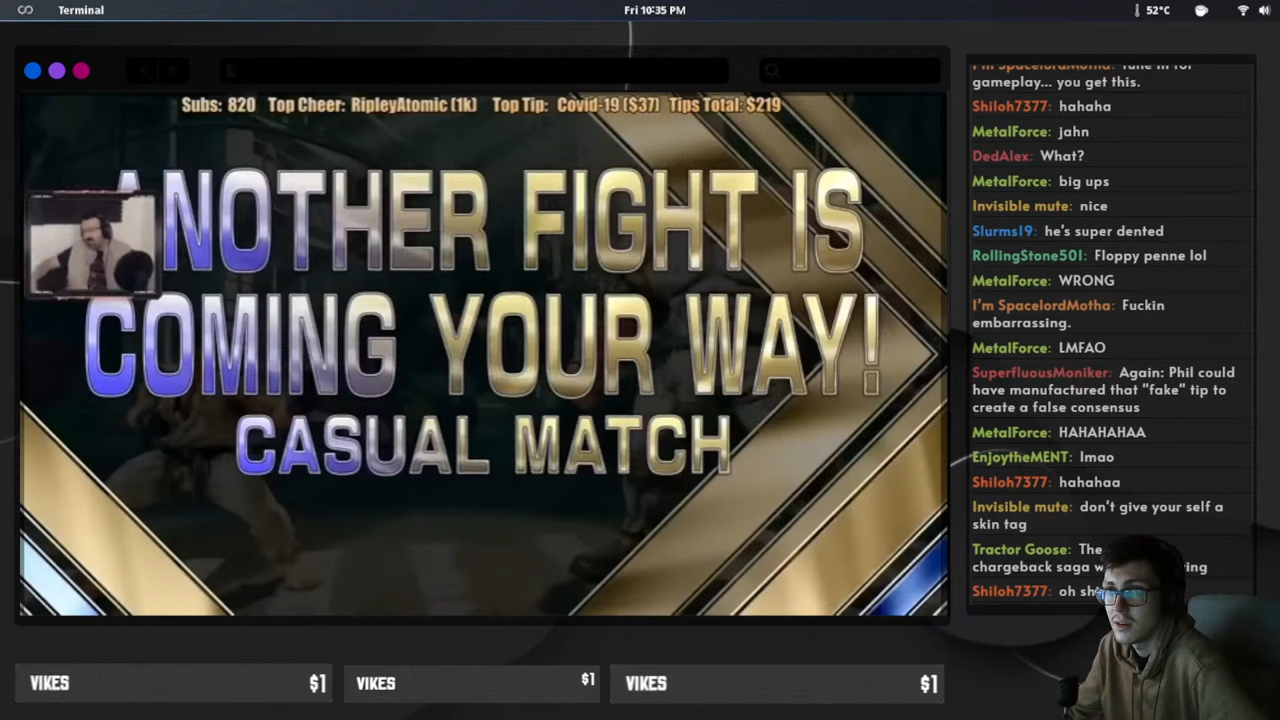 Terminal
Fri 10:35 PM
52°C
Subs: 820 Top Cheer: RipleyAtomic (1k) Top Tip: Covid-19 ($37) Tips Total: $219
ANOTHER FIGHT IS
COMING YOUR WAY!
CASUAL MATCH
I'm SpacelordMotha: Tune in for
gameplay... you get this.
Shiloh7377: hahaha
MetalForce: jahn
DedAlex: What?
MetalForce: big ups
Invisible mute: nice
Slurms19: he's super dented
RollingStone501: Floppy penne lol
MetalForce: WRONG
I'm SpacelordMotha: Fuckin
embarrassing.
MetalForce: LMFAO
SuperfluousMoniker: Again: Phil could
have manufactured that "fake" tip to
create a false consensus
MetalForce: HAHAHAHAA
EnjoytheMENT: lmao
Shiloh7377: hahahaa
Invisible mute: don't give your self a
skin tag
Tractor Goose: The
chargeback saga
Shiloh7377: oh
VIKES $1
VIKES $1
VIKES $1